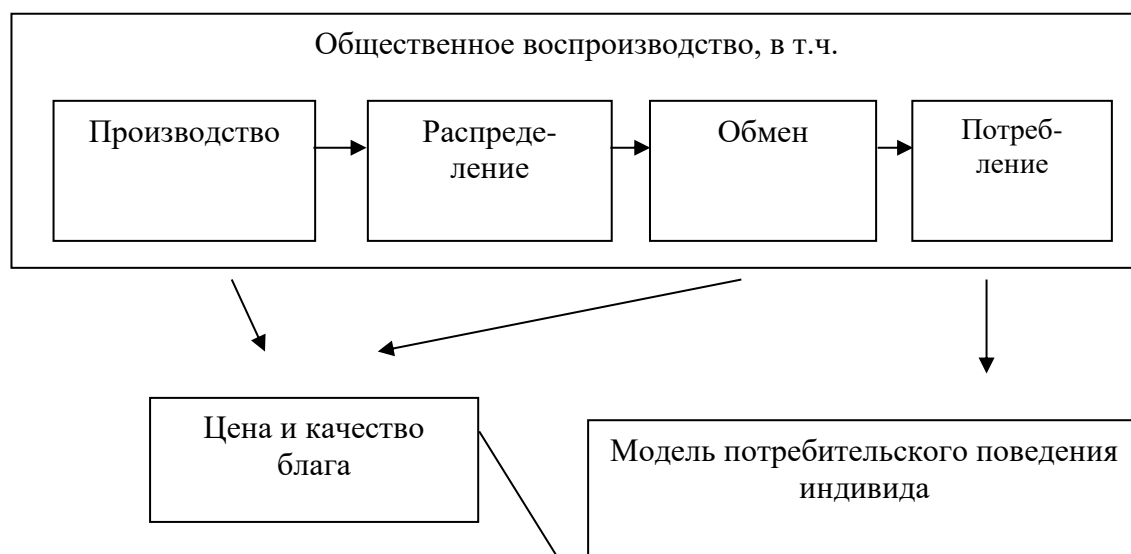 Общественное воспроизводство, в т.ч.
Производство
Распреде-
ление
Обмен
Потреб-
ление
Цена и качество
блага
Модель потребительского поведения
индивида